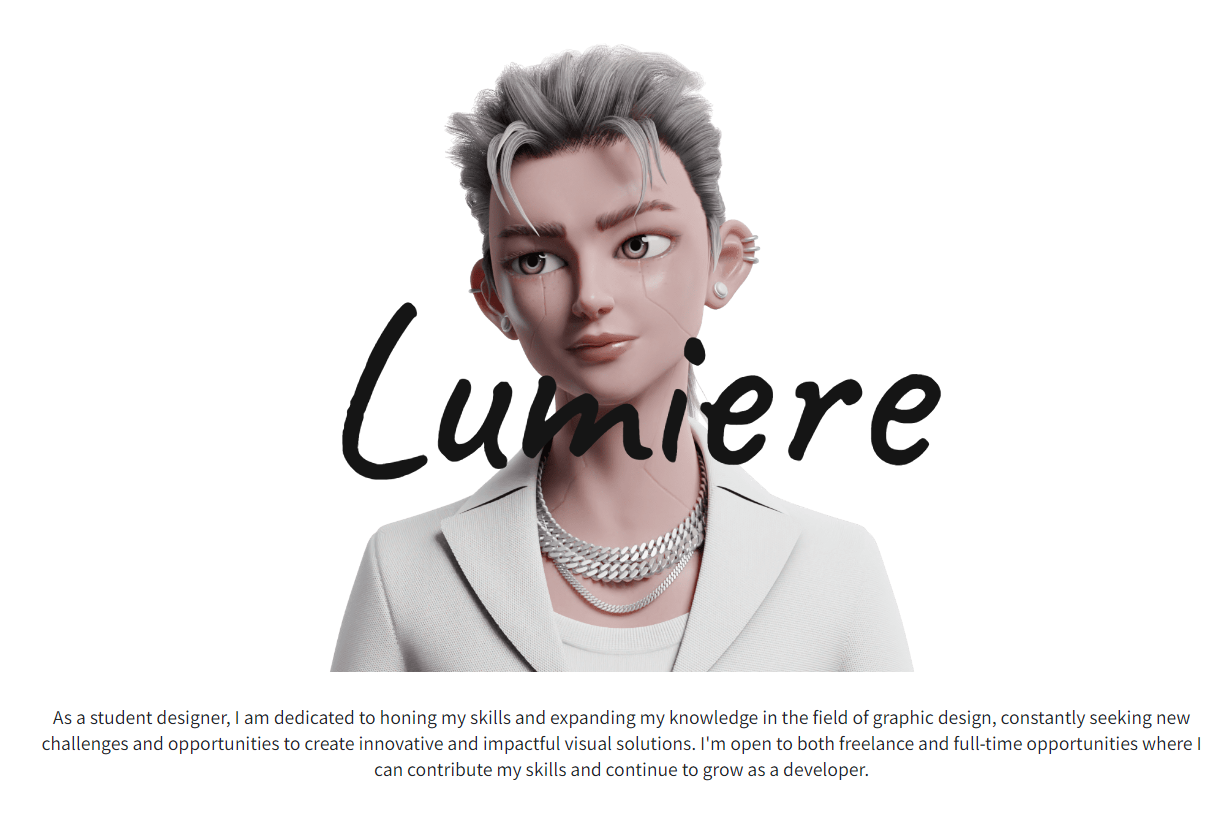 Lumiere
As a student designer, I am dedicated to honing my skills and expanding my knowledge in the field of graphic design, constantly seeking new
challenges and opportunities to create innovative and impactful visual solutions. I'm open to both freelance and full-time opportunities where I
can contribute my skills and continue to grow as a developer.